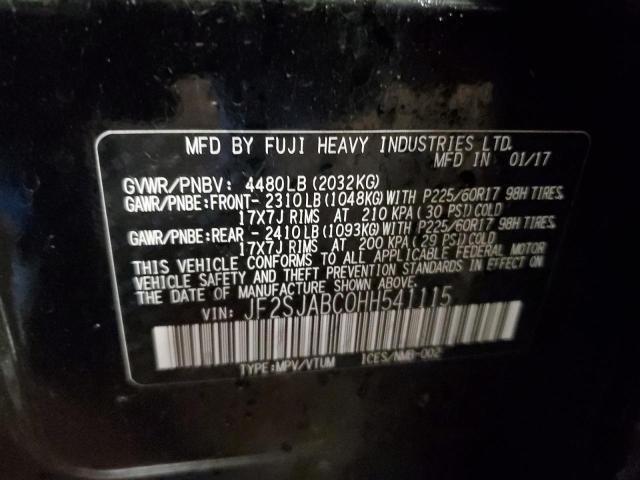 MFD BY FUJI HEAVY INDUSTRIES LTD.
MFD IN 01/17
GVWR/PNBV: 4480LB(2032KG)
GAWR/PNBE:FRONT- 2310LB(1048KG)WITH P225/60R17 98H TIRES,
17X7J RIMS AT 210 KPA(30 PSI)COLD
GAWR/PNBE:REAR - 2410LB(1093KG)WITH P225/60R17 98H TIRES,
17X7J RIMS AT 200 KPA(29 PSI)COLD
THIS VEHICLE CONFORMS TO ALL APPLICABLE FEDERAL MOTOR
VEHICLE SAFETY AND THEFT PREVENTION STANDARDS IN EFFECT
ON THE DATE OF MANUFACTURE SHOWN ABOVE.
VIN: JF2SJABC0HH541115
TYPE:MPV/VTUM ICES/NMB-002